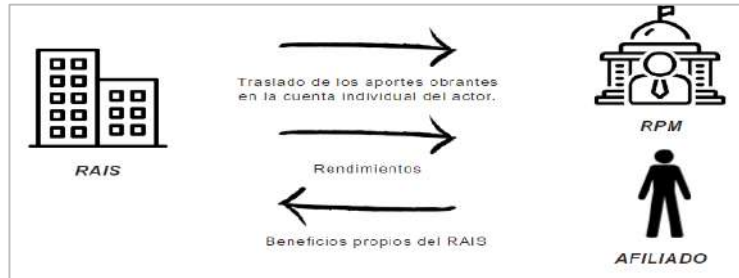 Traslado de los aportes obrantes
en la cuenta individual del actor.
RPM
RAIS
Rendimientos
Beneficios propios del RAIS
AFILIADO